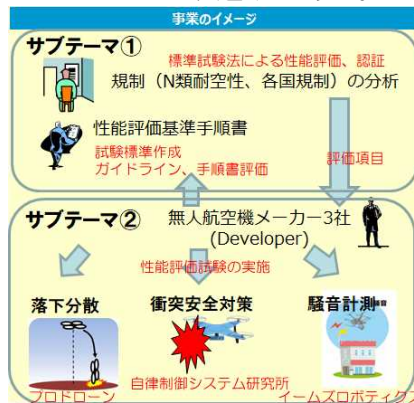 事業のイメージ
サブテーマ①
標準試験法による性能評価、認証
規制（N類耐空性、各国規制）の分析
性能評価基準手順書
試験標準作成
ガイドライン、手順書評価
評価項目
サブテーマ②
無人航空機メーカー3社
(Developer)
性能評価試験の実施
落下分散
衝突安全対策
騒音計測
プロドローン
自律制御システム研究所
イームズロボティクス